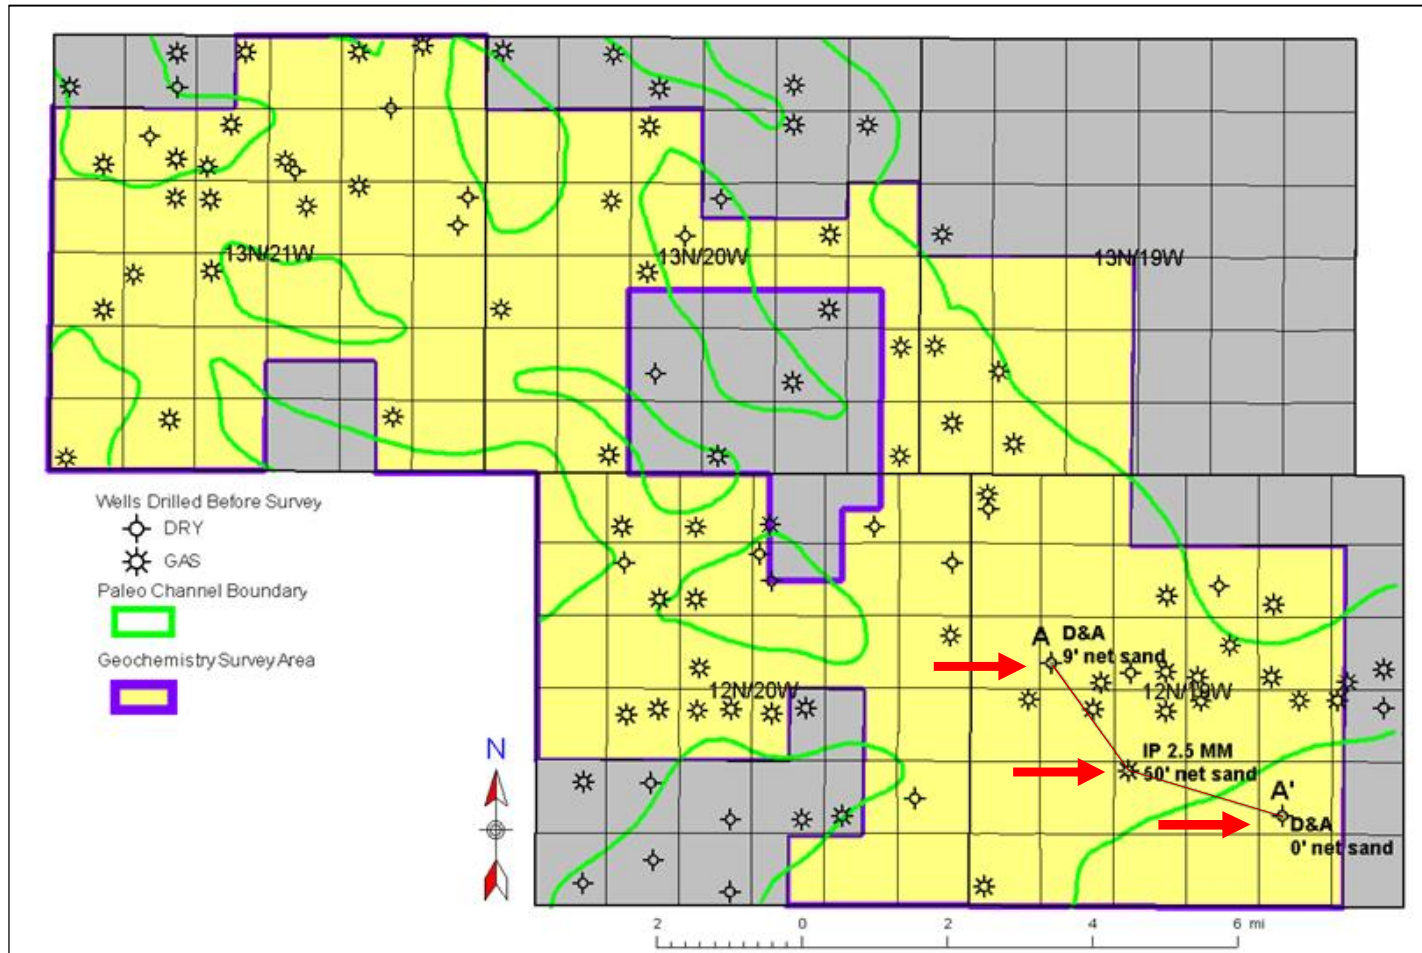 13N/21W
13N/20W
13N/19W
Wells Drilled Before Survey
DRY
GAS
Paleo Channel Boundary
Geochemistry Survey Area
N
12N/20W
12N/19W
A
D&A
9' net sand
IP 2.5 MM
50' net sand
A'
D&A
0' net sand
2 0 2 4 6 mi